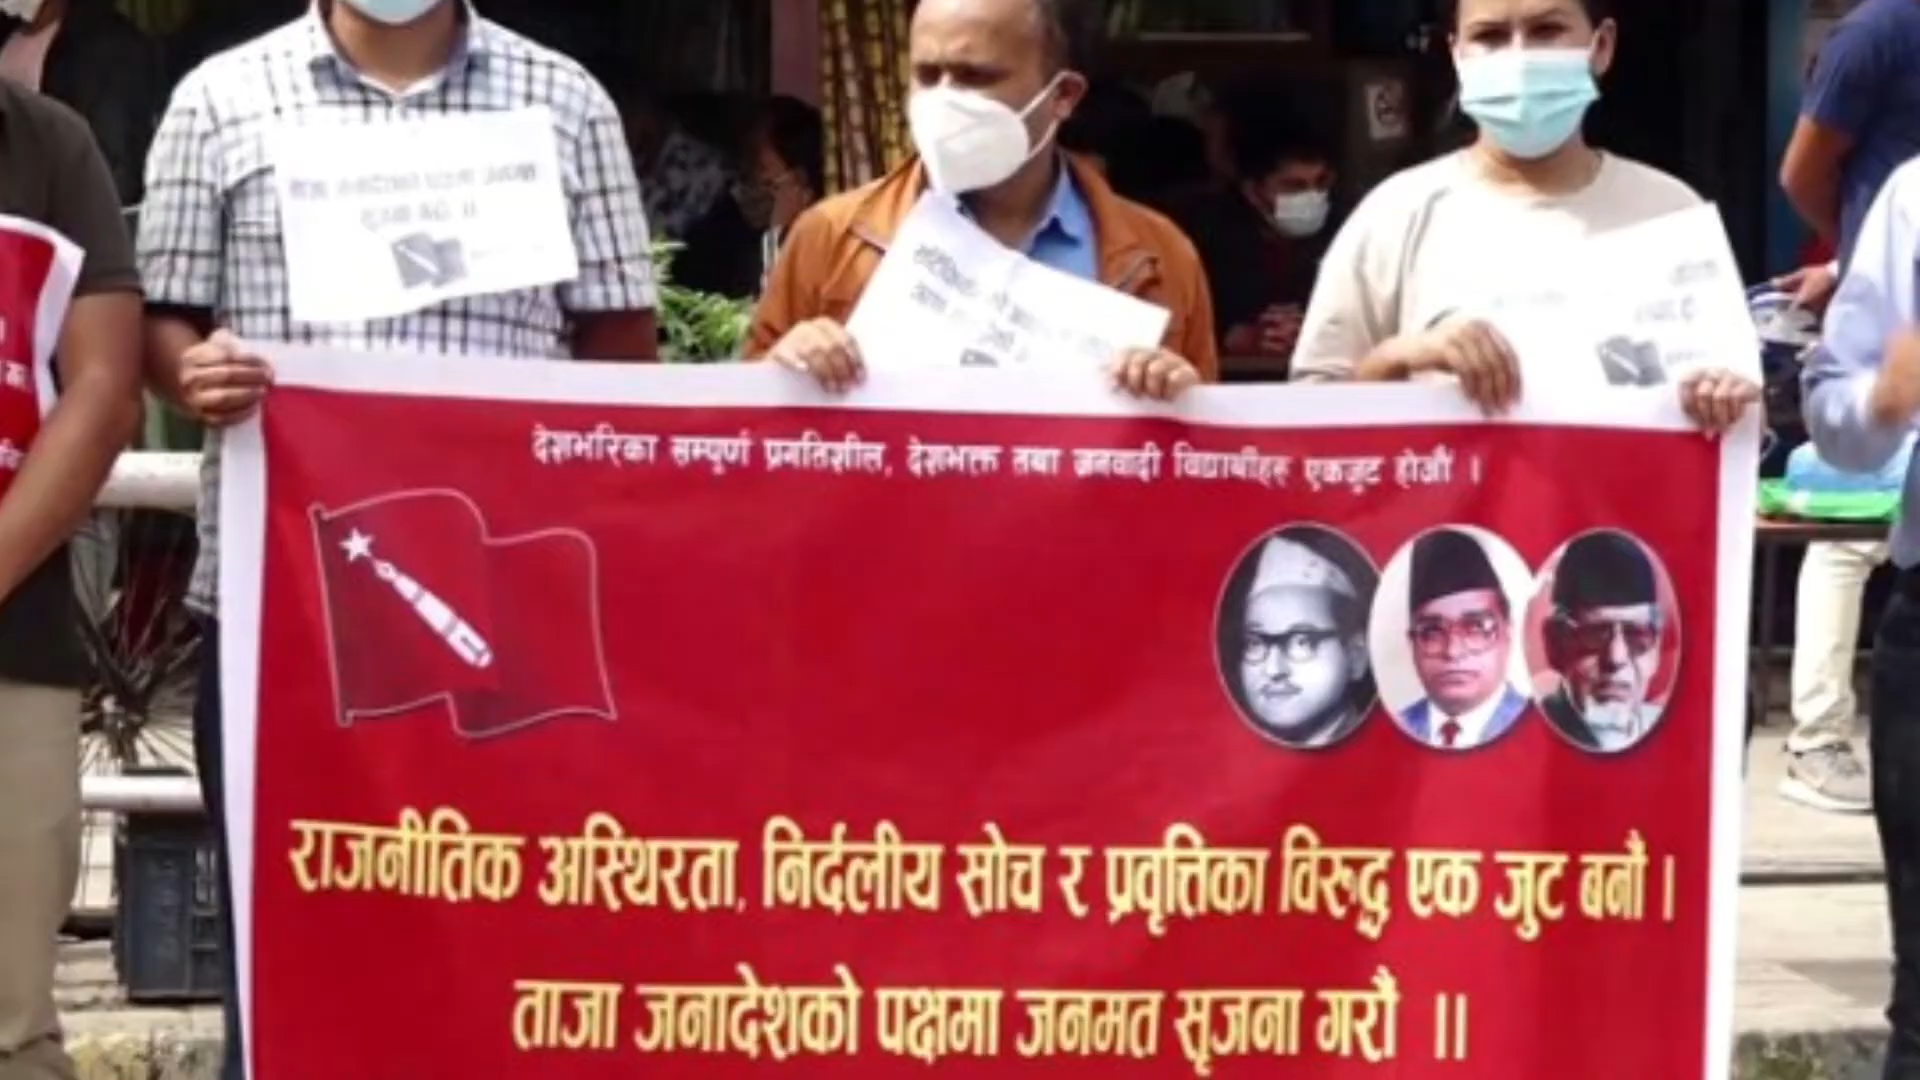 देशभरिका सम्पूर्ण प्रगतिशील, देशभक्त तथा जनवादी विद्यार्थीहरु एकजुट होऔं ।
राजनीतिक अस्थिरता, निर्दलीय सोच र प्रवृत्तिका विरुद्ध एक जुट बनौं ।
ताजा जनादेशको पक्षमा जनमत सृजना गरौं ।।